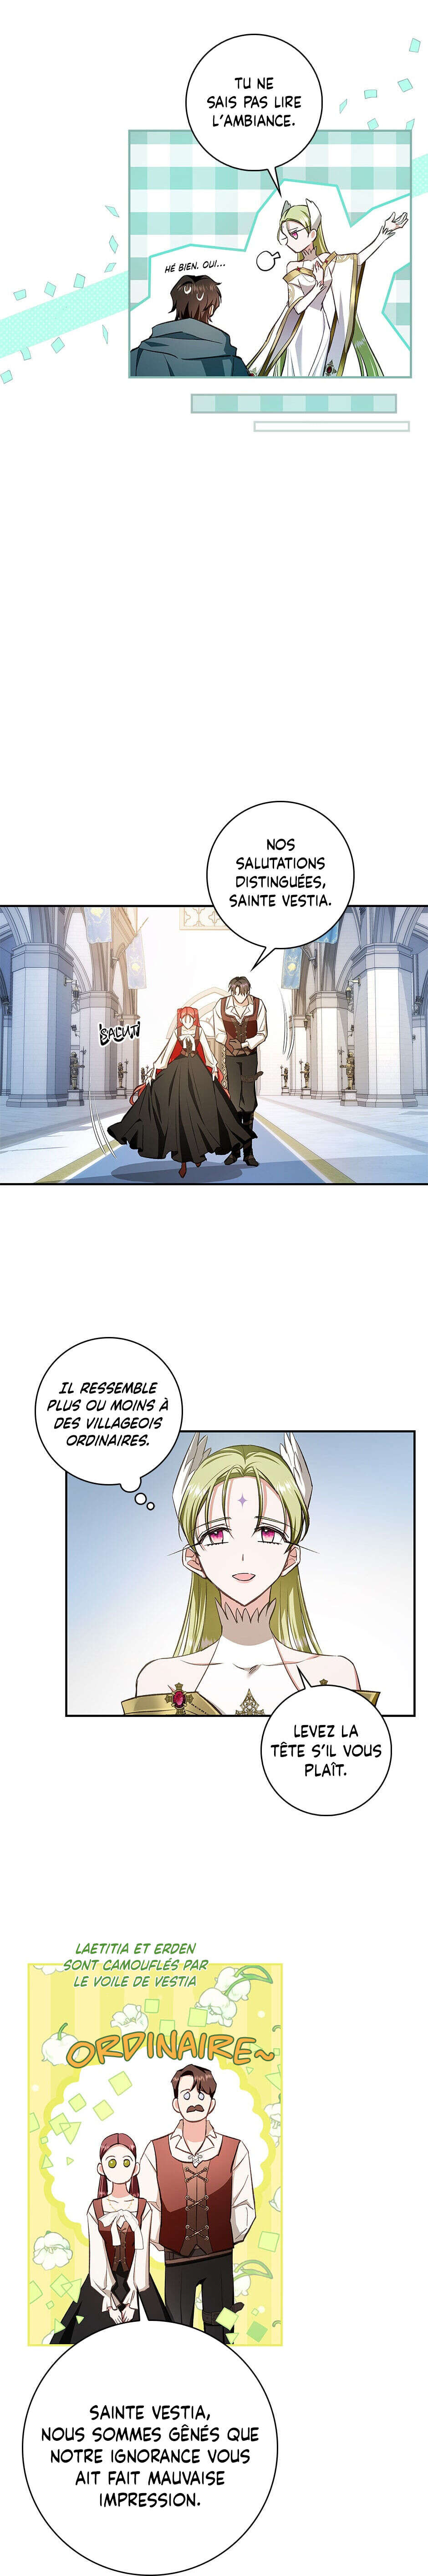 TU NE
SAIS PAS LIRE
L'AMBIANCE.
HÉ BIEN, OUI...
NOS
SALUTATIONS
DISTINGUÉES,
SAINTE VESTIA.
SALUT
IL RESSEMBLE
PLUS OU MOINS À
DES VILLAGEOIS
ORDINAIRES.
LEVEZ LA
TÊTE S'IL VOUS
PLAÎT.
LAETITIA ET ERDEN
SONT CAMOUFLÉS PAR
LE VOILE DE VESTIA
ORDINAIRE~
SAINTE VESTIA,
NOUS SOMMES GÊNÉS QUE
NOTRE IGNORANCE VOUS
AIT FAIT MAUVAISE
IMPRESSION.